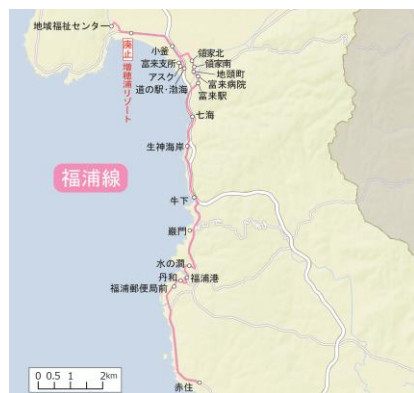 地域福祉センター
廃止
増穂浦リゾート
小釜
富来支所
アスク
道の駅・渤海
領家北
領家南
地頭町
富来病院
富来駅
七海
生神海岸
福浦線
牛下
巌門
水の澗
丹和
福浦港
福浦郵便局前
赤住
0 0.5 1 2km